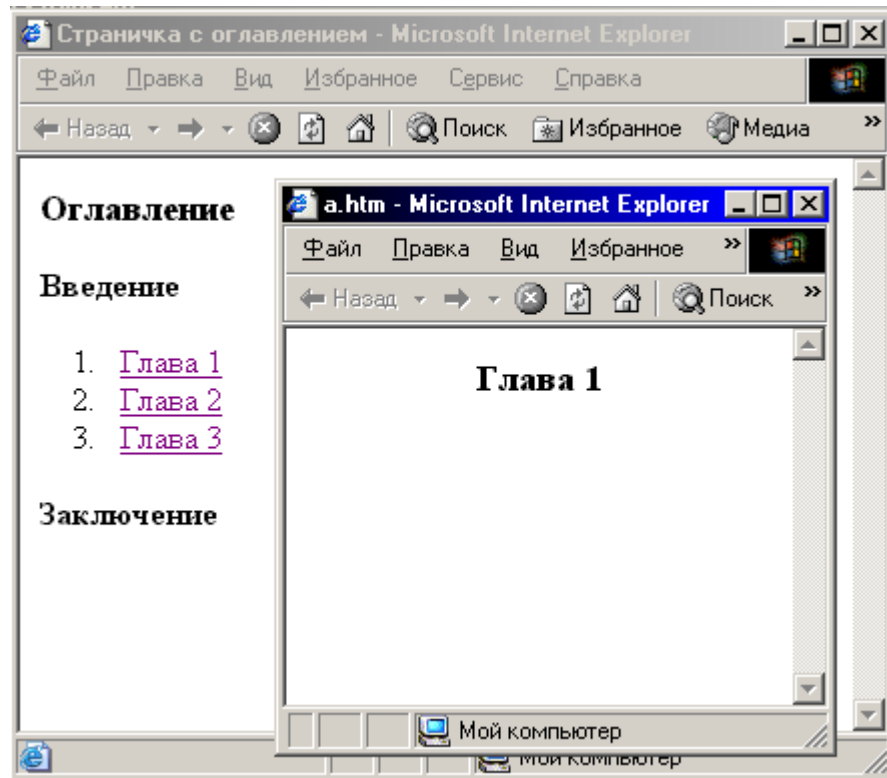 Страничка с оглавлением - Microsoft Internet Explorer
Файл Правка Вид Избранное Сервис Справка
Назад Поиск Избранное Медиа »
Оглавление
Введение
1. Глава 1
2. Глава 2
3. Глава 3
Заключение
a.htm - Microsoft Internet Explorer
Файл Правка Вид Избранное »
Назад Поиск »
Глава 1
Мой компьютер
Мой компьютер